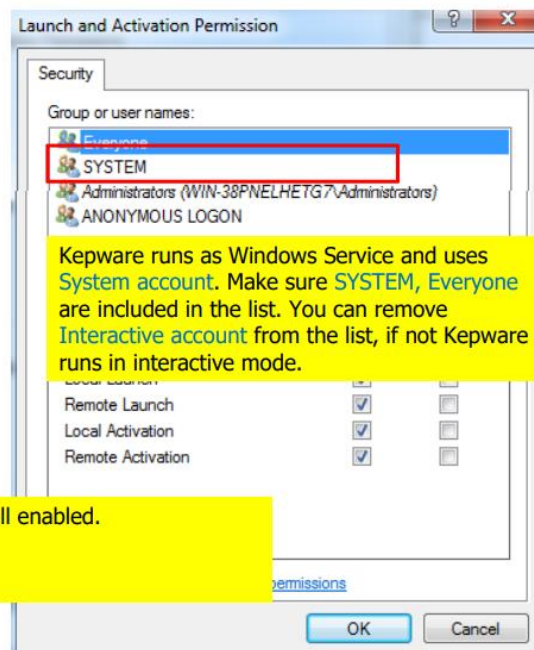 Launch and Activation Permission
Security
Group or user names:
Everyone
SYSTEM
Administrators (WIN-38PNELHETG7\Administrators)
ANONYMOUS LOGON
Kepware runs as Windows Service and uses
System account. Make sure SYSTEM, Everyone
are included in the list. You can remove
Interactive account from the list, if not Kepware
runs in interactive mode.
Local Launch
Remote Launch
Local Activation
Remote Activation
ll enabled.
permissions
OK Cancel